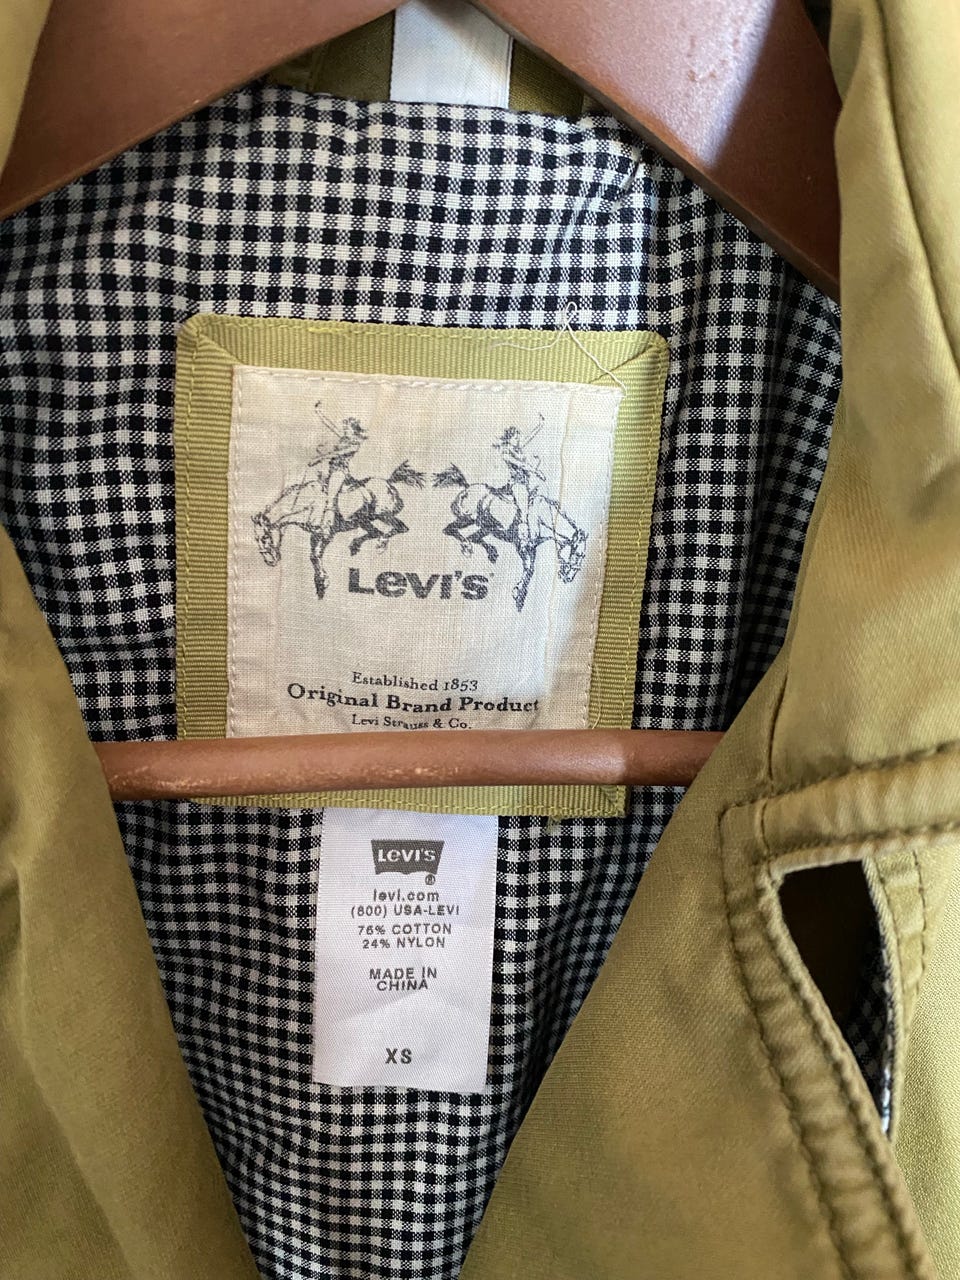 Levi's
Established 1853
Original Brand Product
Levi Strauss & Co.
Levi's
®
levi.com
(800) USA-LEVI
76% COTTON
24% NYLON
MADE IN
CHINA
XS